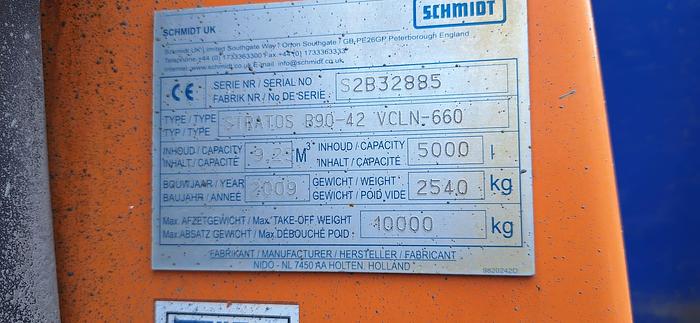 SCHMIDT
SCHMIDT UK
Schmidt UK Limited Southgate Way Orton Southgate GB-PE26GP Peterborough England
Telephone +44 (0) 1733363300 Fax +44 (0) 1733363333
Internet www.schmidt.co.uk E-mail info@schmidt.co.uk
CE SERIE NR / SERIAL NO S2B32885
FABRIK NR / No DE SERIE
TYPE / TYPE STRATOS B90-42 VCLN-660
TYP / TYPE
INHOUD / CAPACITY 9,2 M³ INHOUD / CAPACITY 5000 l
INHALT / CAPACITÉ INHALT / CAPACITÉ
BOUWJAAR / YEAR 2009 GEWICHT / WEIGHT 2540 kg
BAUJAHR / ANNEE GEWICHT / POID VIDE
Max. AFZETGEWICHT / Max. TAKE-OFF WEIGHT 10000 kg
Max. ABSATZ GEWICHT / Max. DÉBOUCHÉ POID
FABRIKANT / MANUFACTURER / HERSTELLER / FABRIKANT
NIDO - NL 7450 AA HOLTEN, HOLLAND
9820242D